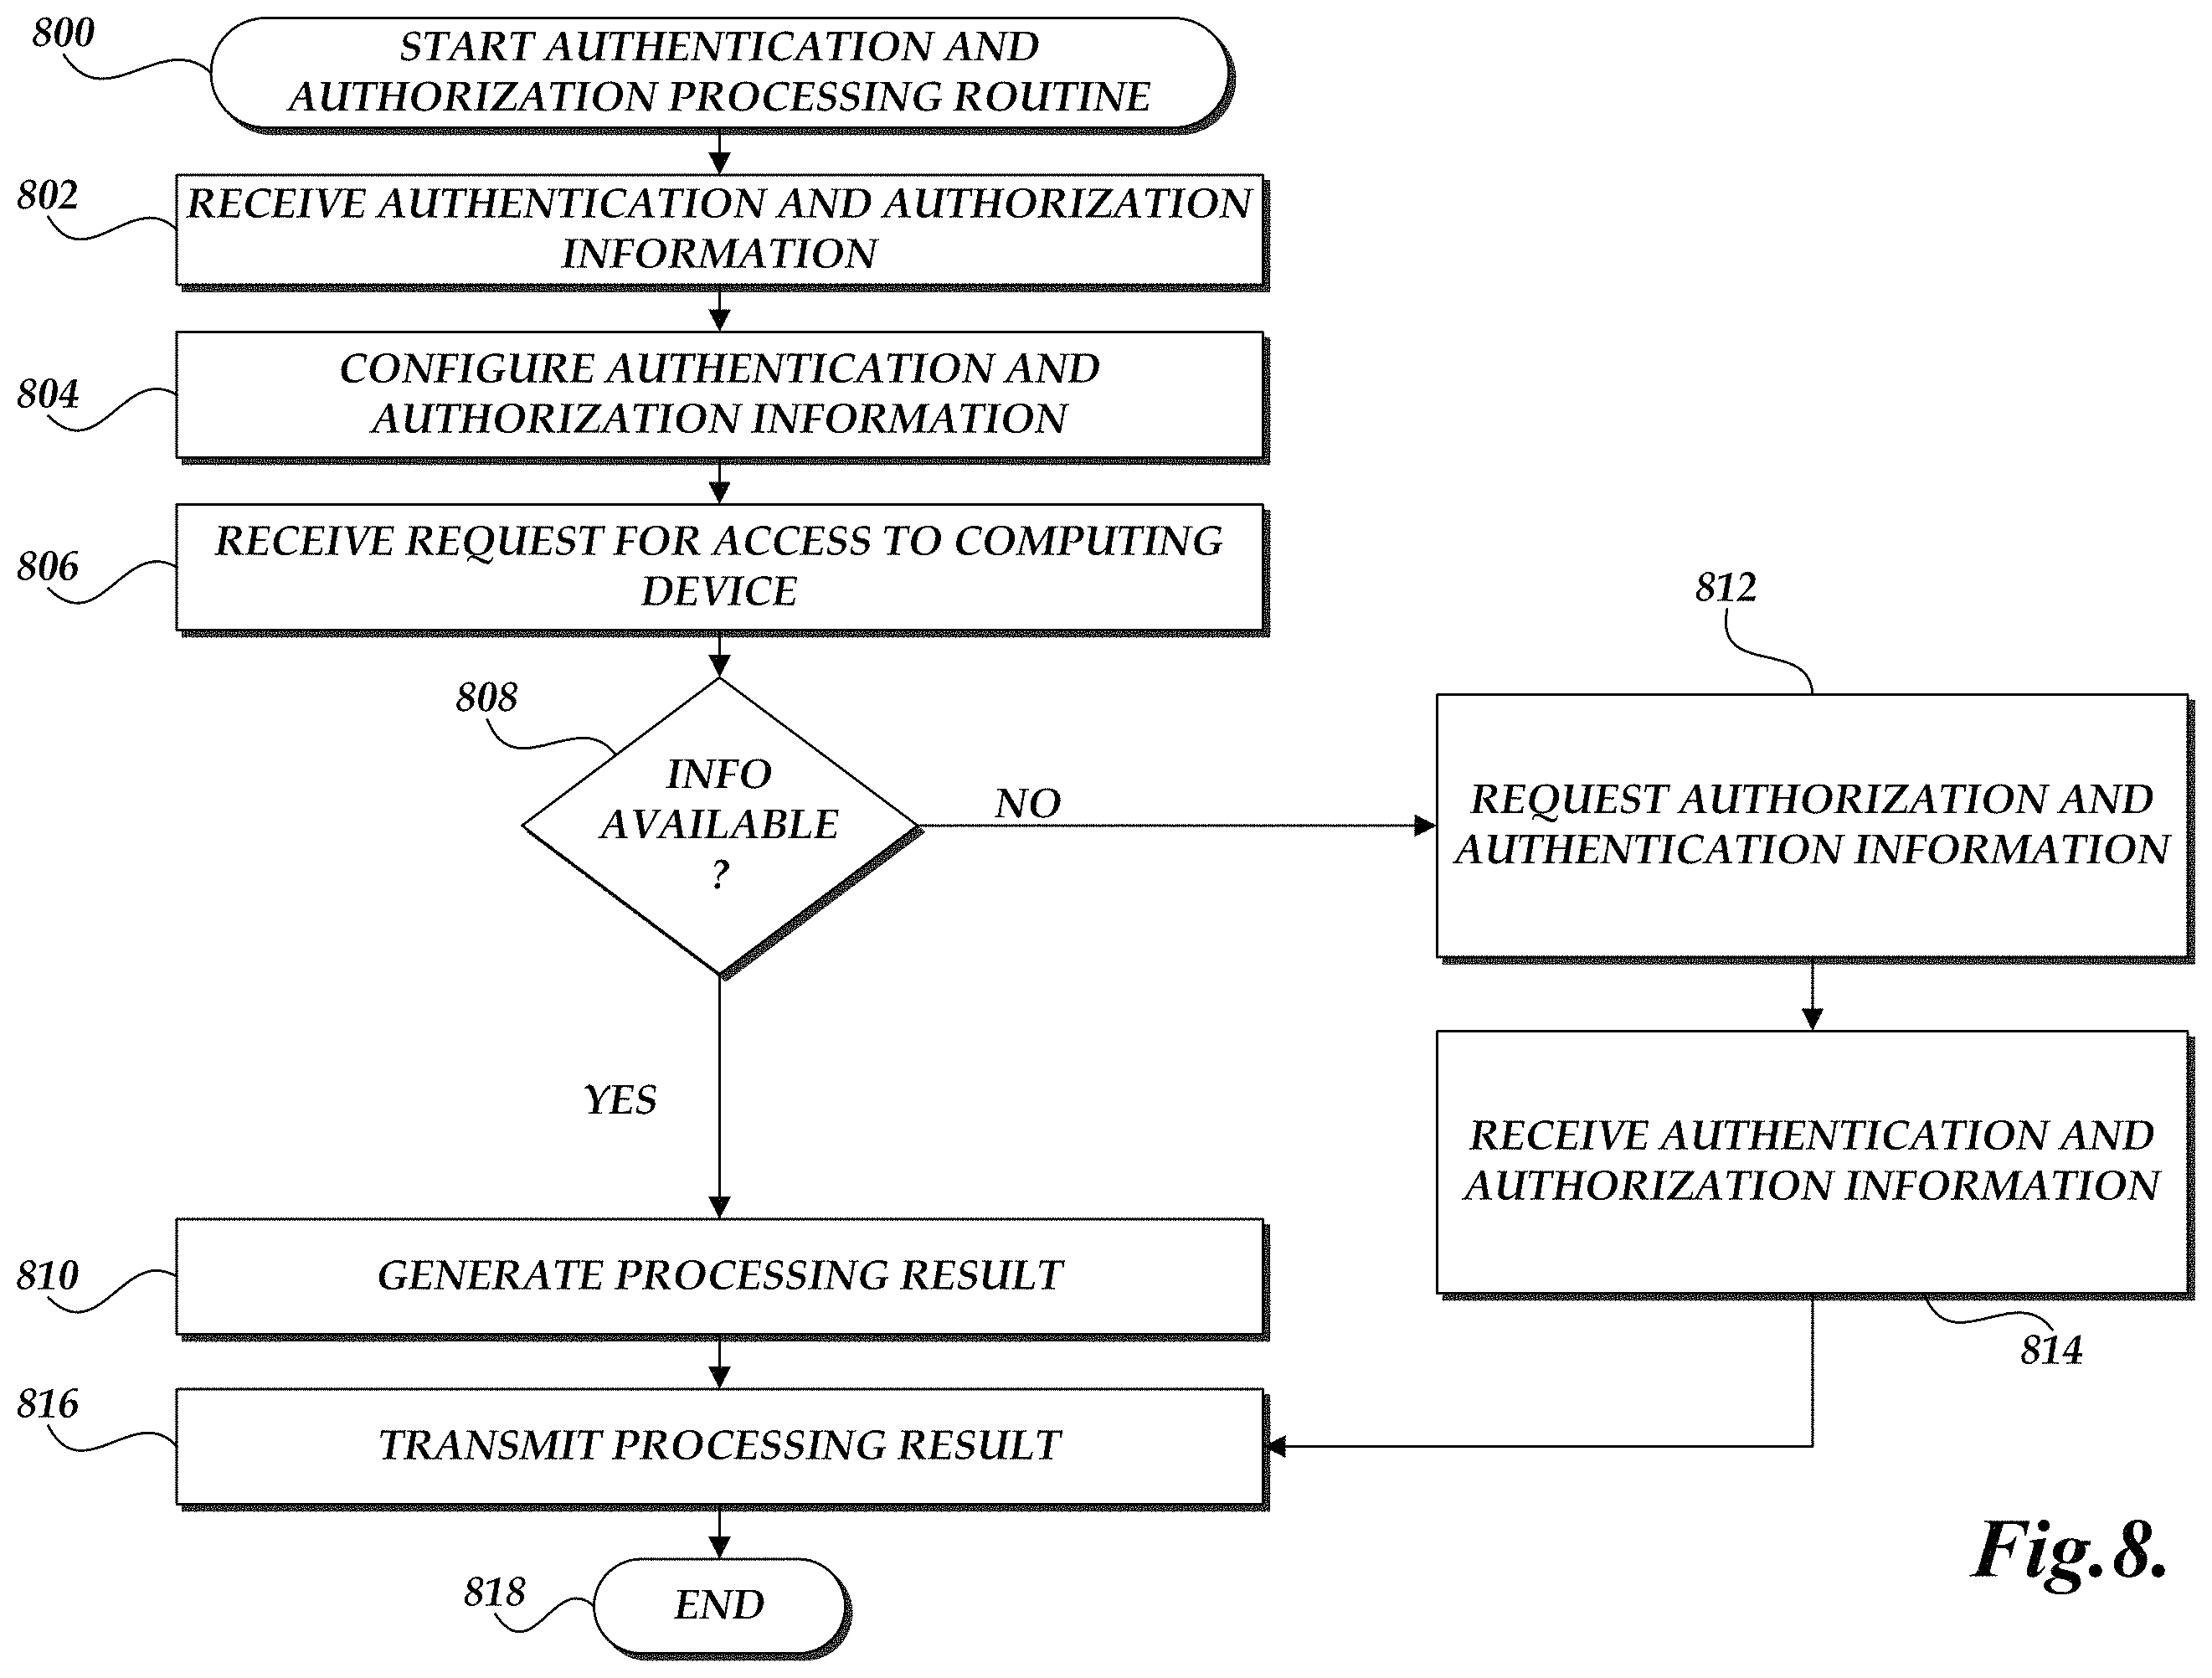 800
START AUTHENTICATION AND
AUTHORIZATION PROCESSING ROUTINE
802
RECEIVE AUTHENTICATION AND AUTHORIZATION
INFORMATION
804
CONFIGURE AUTHENTICATION AND
AUTHORIZATION INFORMATION
806
RECEIVE REQUEST FOR ACCESS TO COMPUTING
DEVICE
808
INFO
AVAILABLE
?
NO
812
REQUEST AUTHORIZATION AND
AUTHENTICATION INFORMATION
YES
RECEIVE AUTHENTICATION AND
AUTHORIZATION INFORMATION
814
810
GENERATE PROCESSING RESULT
816
TRANSMIT PROCESSING RESULT
818
END
Fig.8.